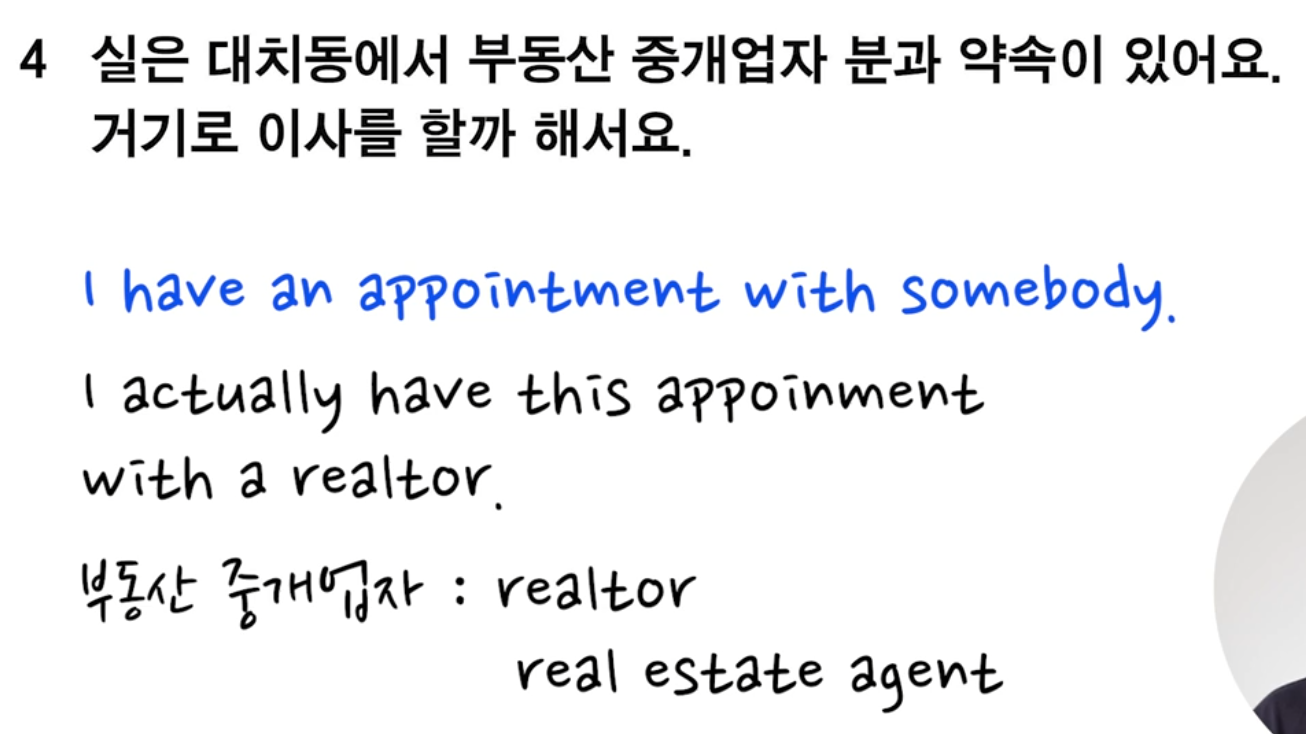 4 실은 대치동에서 부동산 중개업자 분과 약속이 있어요.
거기로 이사를 할까 해서요.
I have an appointment with somebody.
I actually have this appoinment
with a realtor.
부동산 중개업자 : realtor
real estate agent